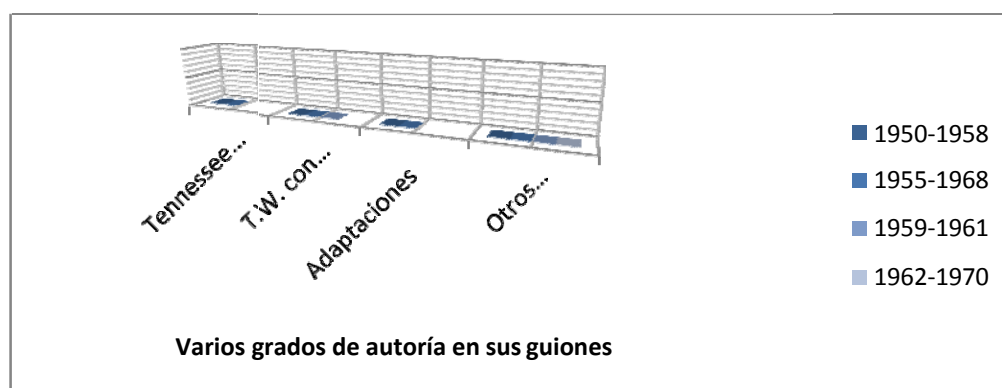 Tennessee...
T.W. con...
Adaptaciones
Otros...
1950-1958
1955-1968
1959-1961
1962-1970
Varios grados de autoría en sus guiones